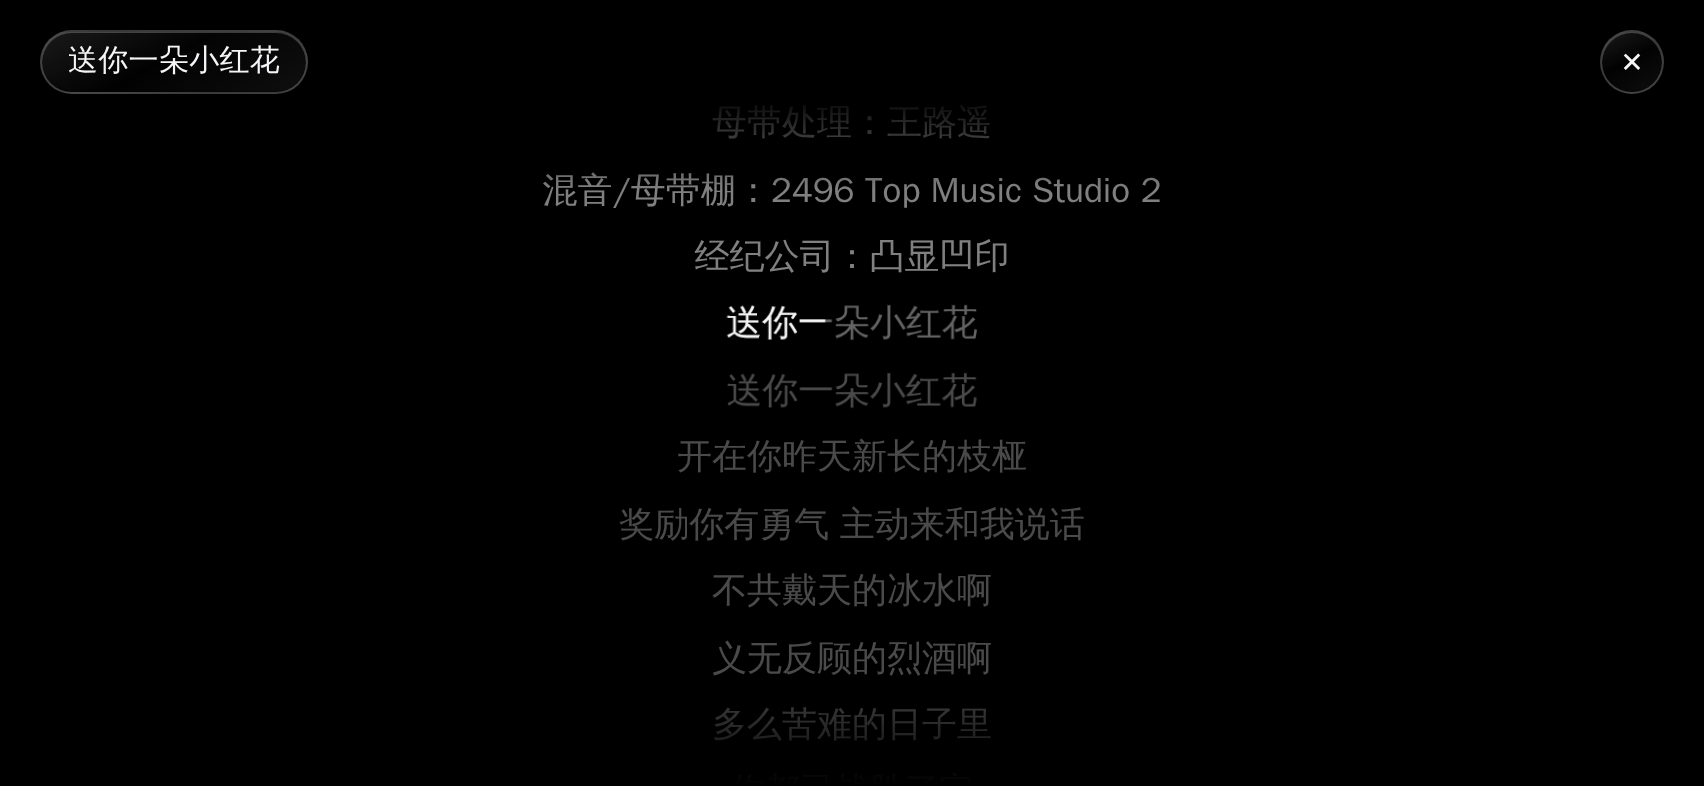 送你一朵小红花
✕
母带处理：王路遥
混音/母带棚：2496 Top Music Studio 2
经纪公司：凸显凹印
送你一朵小红花
送你一朵小红花
开在你昨天新长的枝桠
奖励你有勇气 主动来和我说话
不共戴天的冰水啊
义无反顾的烈酒啊
多么苦难的日子里